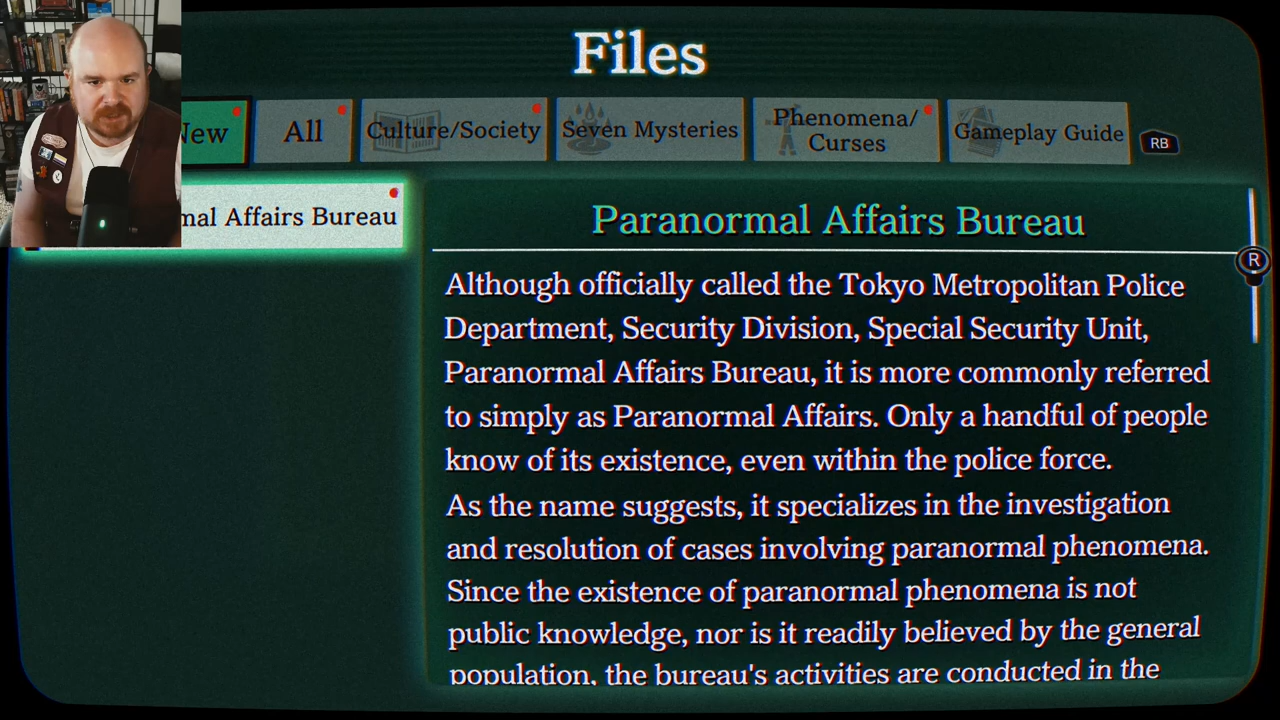 Files
New
All
Culture/Society
Seven Mysteries
Phenomena/
Curses
Gameplay Guide
RB
mal Affairs Bureau
Paranormal Affairs Bureau
R
Although officially called the Tokyo Metropolitan Police
Department, Security Division, Special Security Unit,
Paranormal Affairs Bureau, it is more commonly referred
to simply as Paranormal Affairs. Only a handful of people
know of its existence, even within the police force.
As the name suggests, it specializes in the investigation
and resolution of cases involving paranormal phenomena.
Since the existence of paranormal phenomena is not
public knowledge, nor is it readily believed by the general
population, the bureau's activities are conducted in the